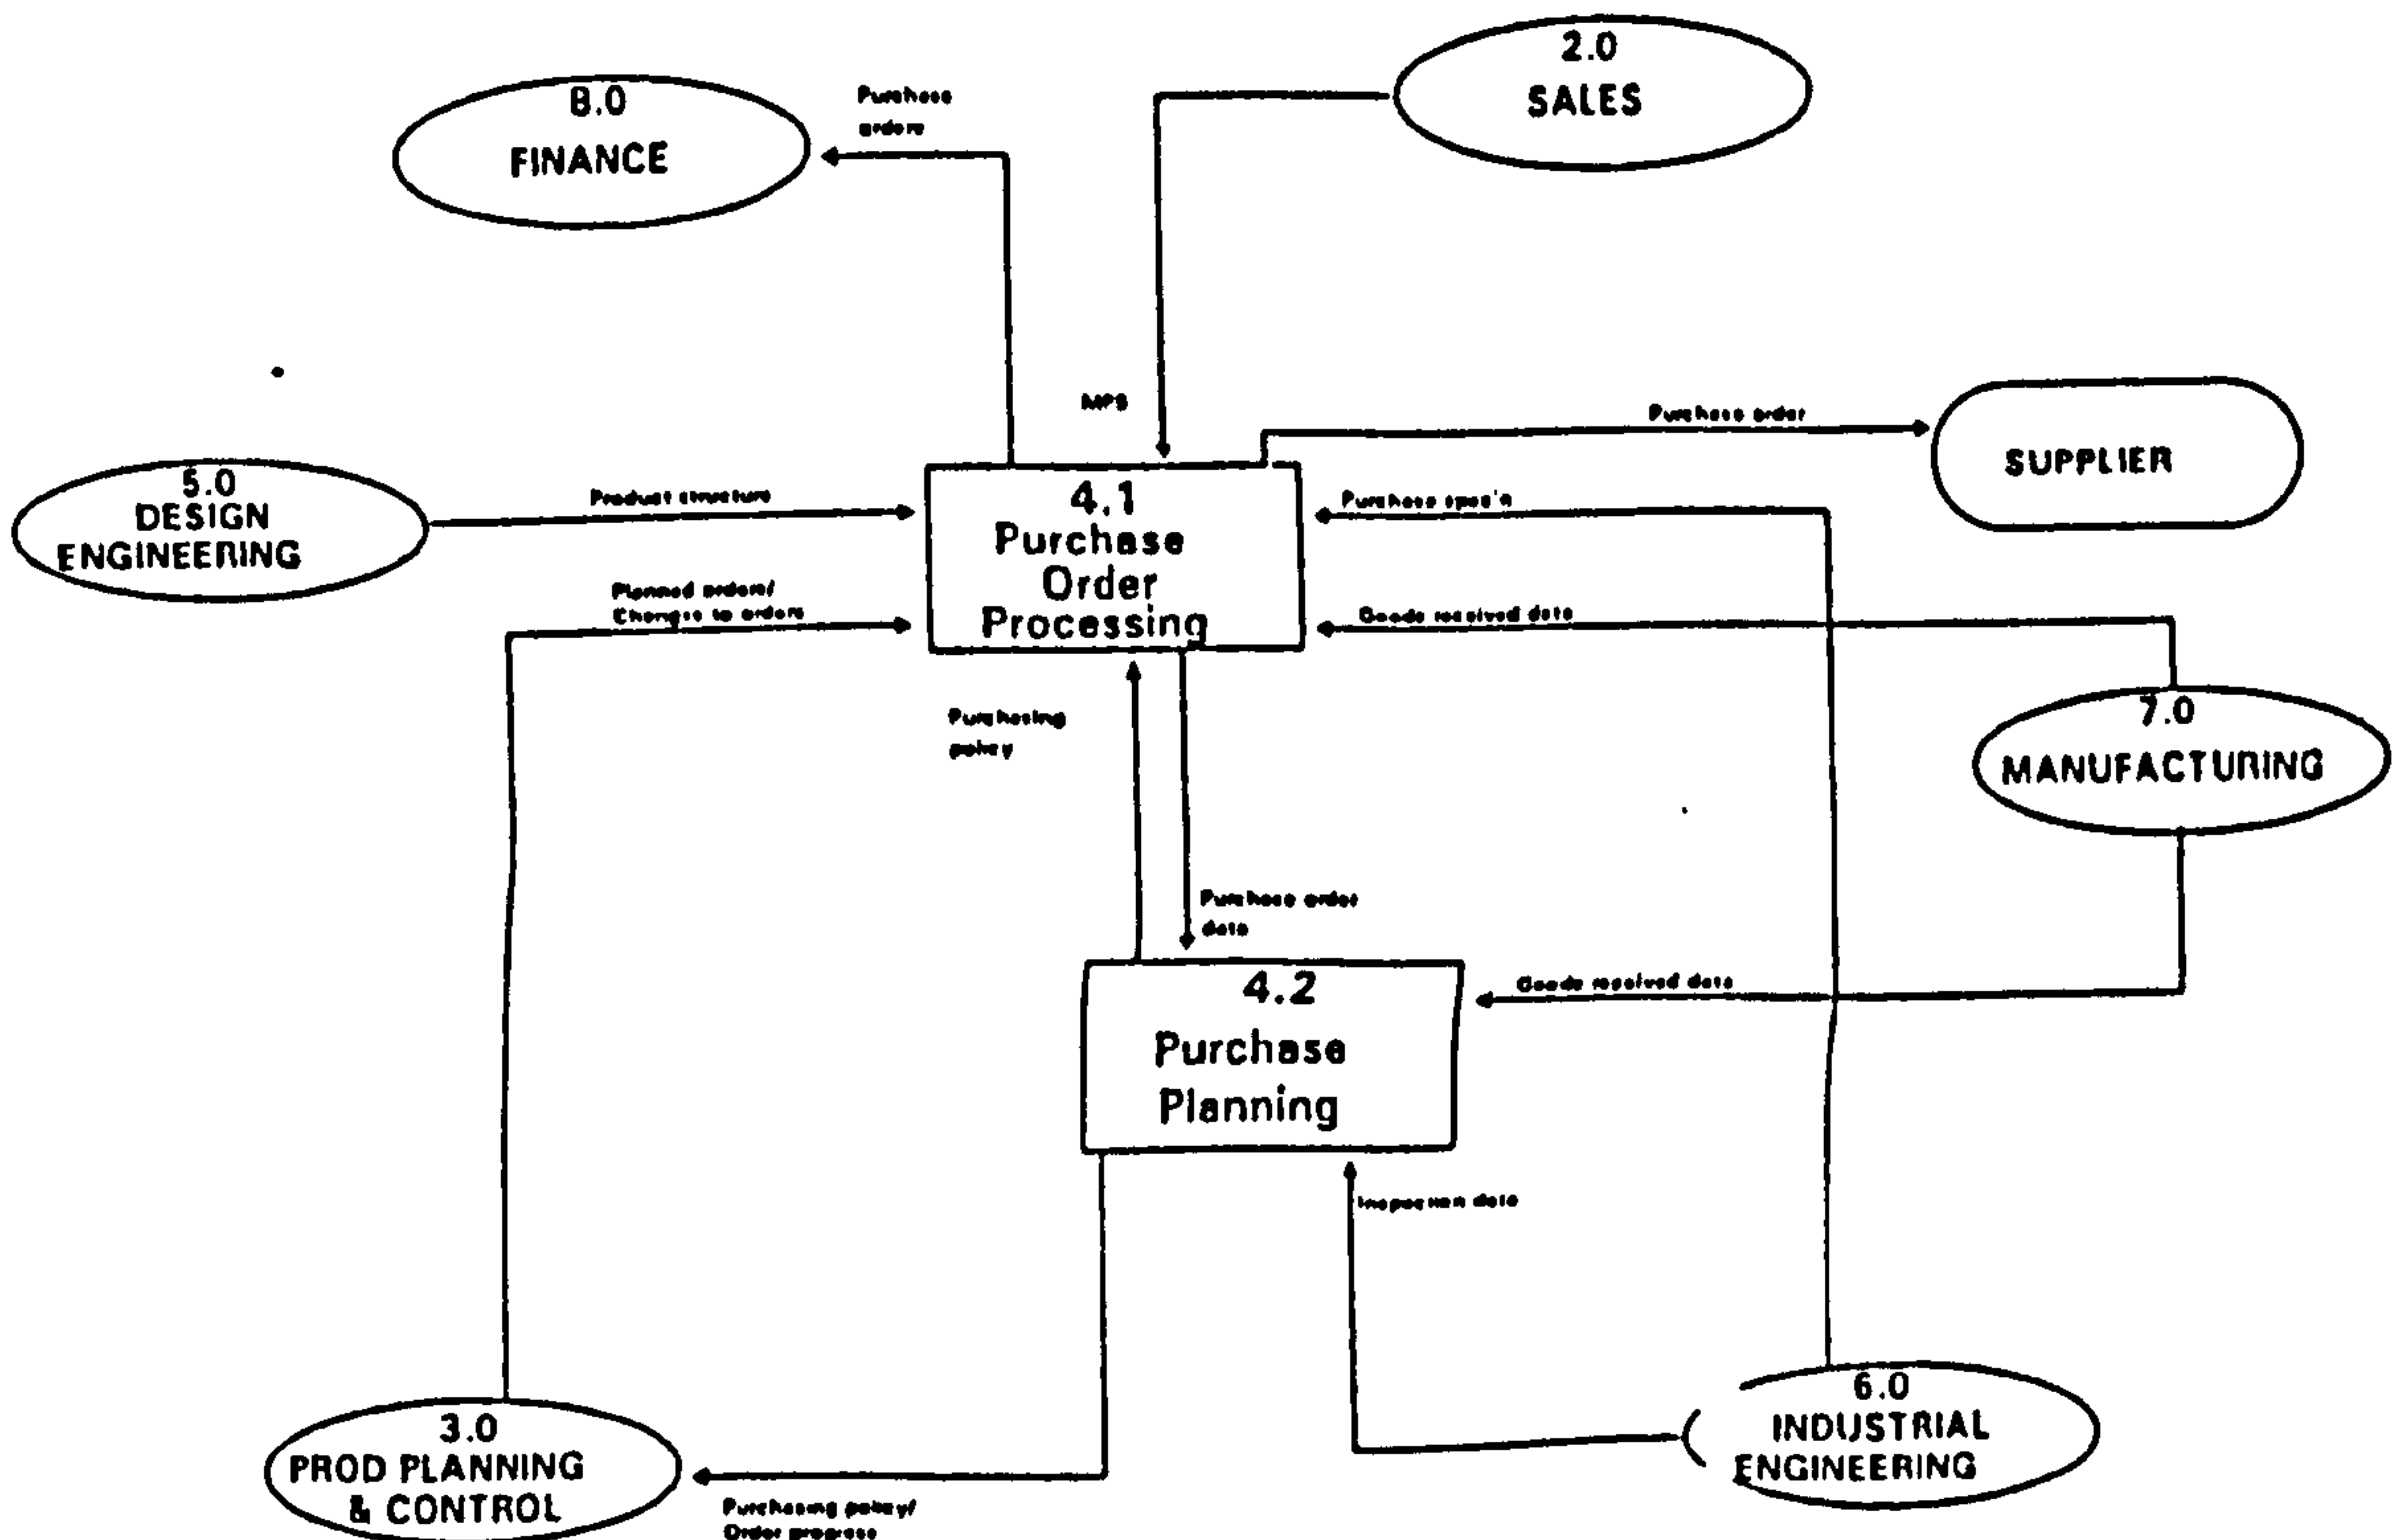 2.0
SALES
8.0
FINANCE
Purchase
orders
MPS
Purchase order
SUPPLIER
5.0
DESIGN
ENGINEERING
Product structure
4.1
Purchase
Order
Processing
Purchase spec'n
Planned orders/
Changes to orders
Goods received data
7.0
MANUFACTURING
Purchasing
policy
Purchase order
data
4.2
Purchase
Planning
Goods received data
Inspection data
3.0
PROD PLANNING
& CONTROL
Purchasing policy/
Order progress
6.0
INDUSTRIAL
ENGINEERING